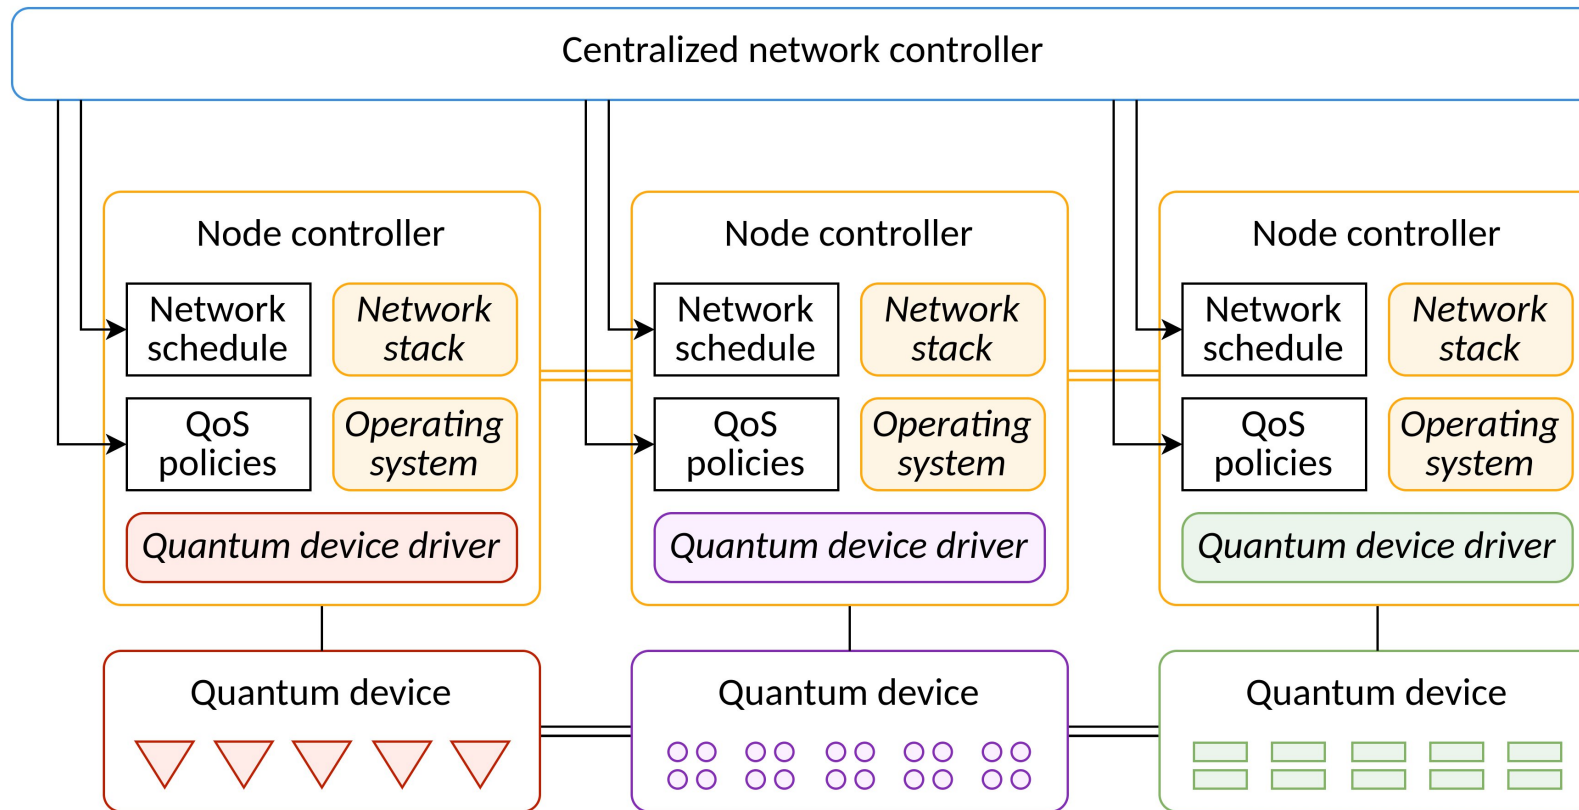 Centralized network controller
Node controller
Network
schedule
Network
stack
QoS
policies
Operating
system
Quantum device driver
Quantum device
Node controller
Network
schedule
Network
stack
QoS
policies
Operating
system
Quantum device driver
Quantum device
Node controller
Network
schedule
Network
stack
QoS
policies
Operating
system
Quantum device driver
Quantum device